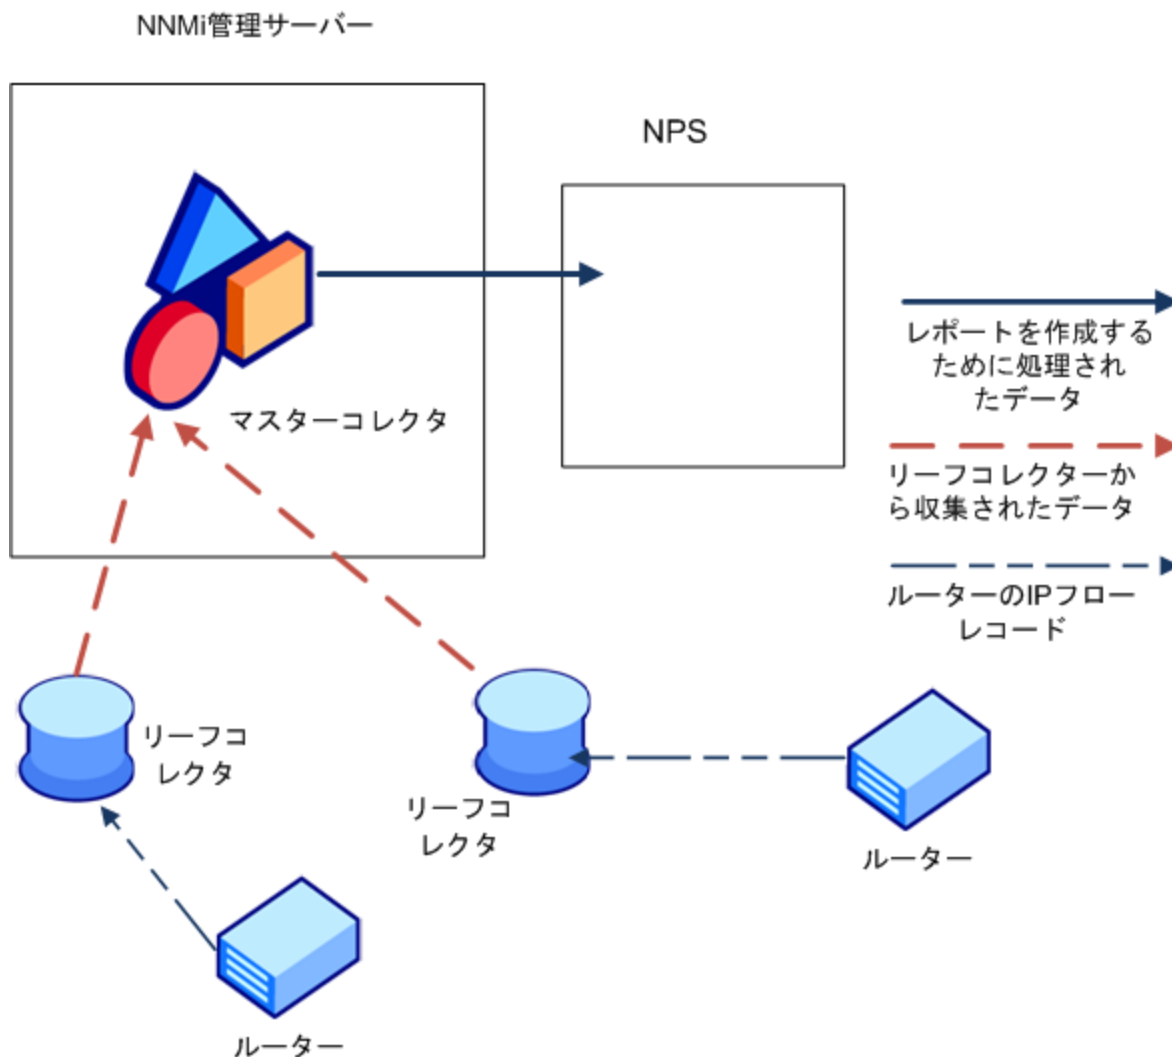 NNMi管理サーバー
NPS
マスターコレクタ
レポートを作成する
ために処理され
たデータ
リーフコレクターか
ら収集されたデータ
ルーターのIPフロー
レコード
リーフコ
レクタ
リーフコ
レクタ
ルーター
ルーター